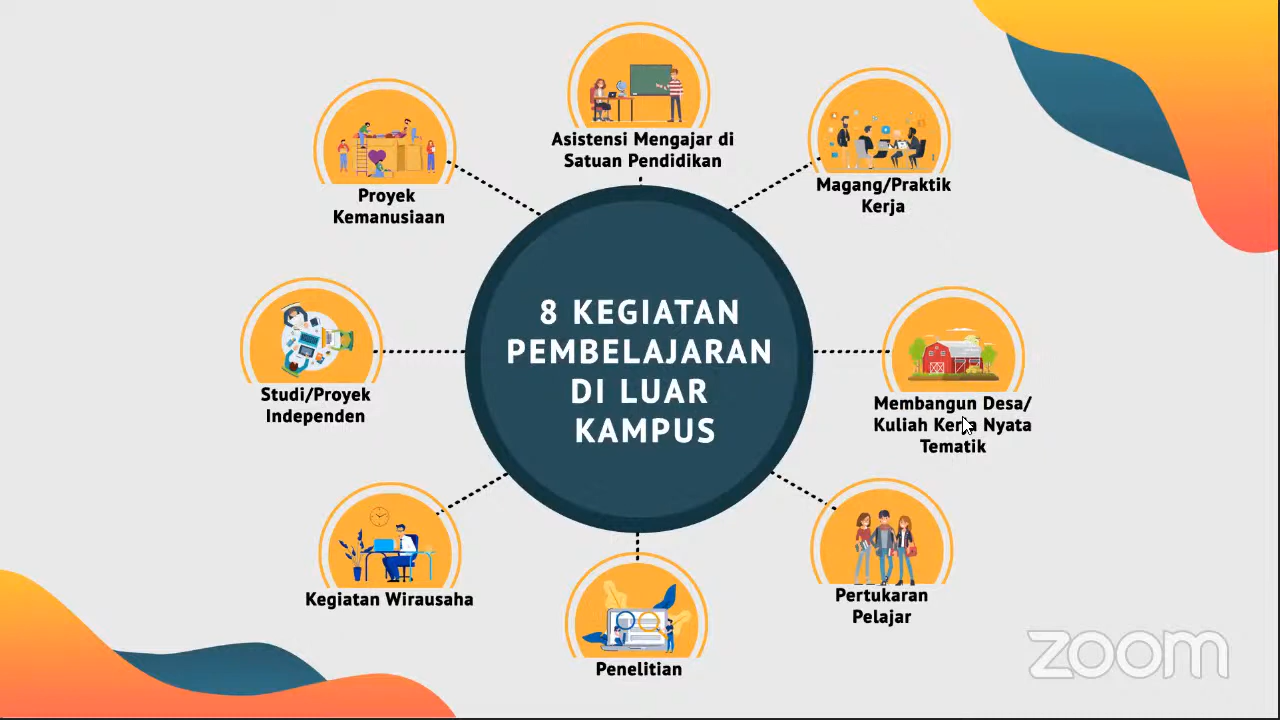 8 KEGIATAN
PEMBELAJARAN
DI LUAR
KAMPUS
Asistensi Mengajar di
Satuan Pendidikan
Magang/Praktik
Kerja
Membangun Desa/
Kuliah Kerja Nyata
Tematik
Pertukaran
Pelajar
Penelitian
Kegiatan Wirausaha
Studi/Proyek
Independen
Proyek
Kemanusiaan
zoom